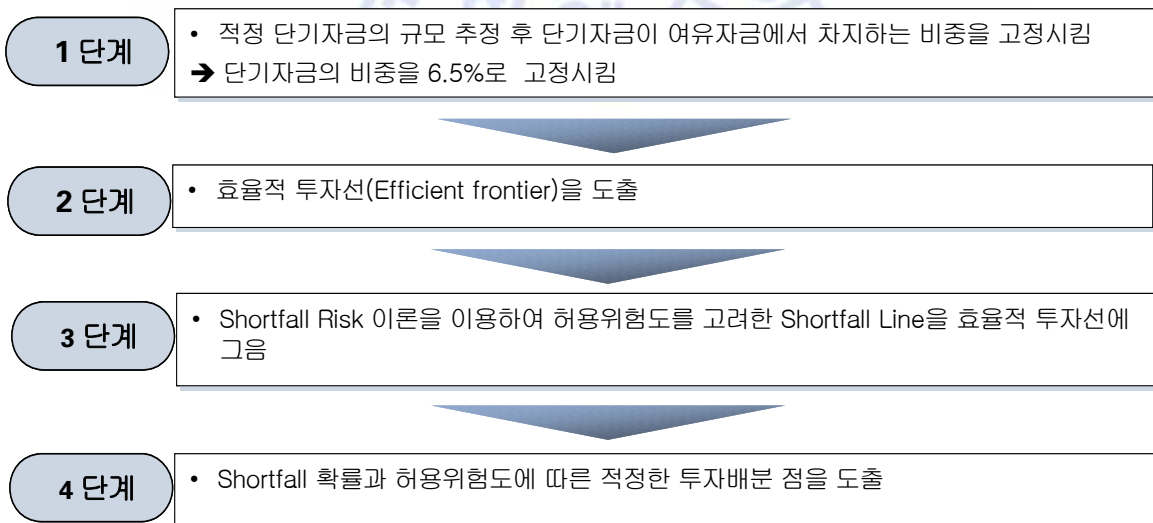 1 단계
• 적정 단기자금의 규모 추정 후 단기자금이 여유자금에서 차지하는 비중을 고정시킴
➔ 단기자금의 비중을 6.5%로 고정시킴
2 단계
• 효율적 투자선(Efficient frontier)을 도출
3 단계
• Shortfall Risk 이론을 이용하여 허용위험도를 고려한 Shortfall Line을 효율적 투자선에
그음
4 단계
• Shortfall 확률과 허용위험도에 따른 적정한 투자배분 점을 도출